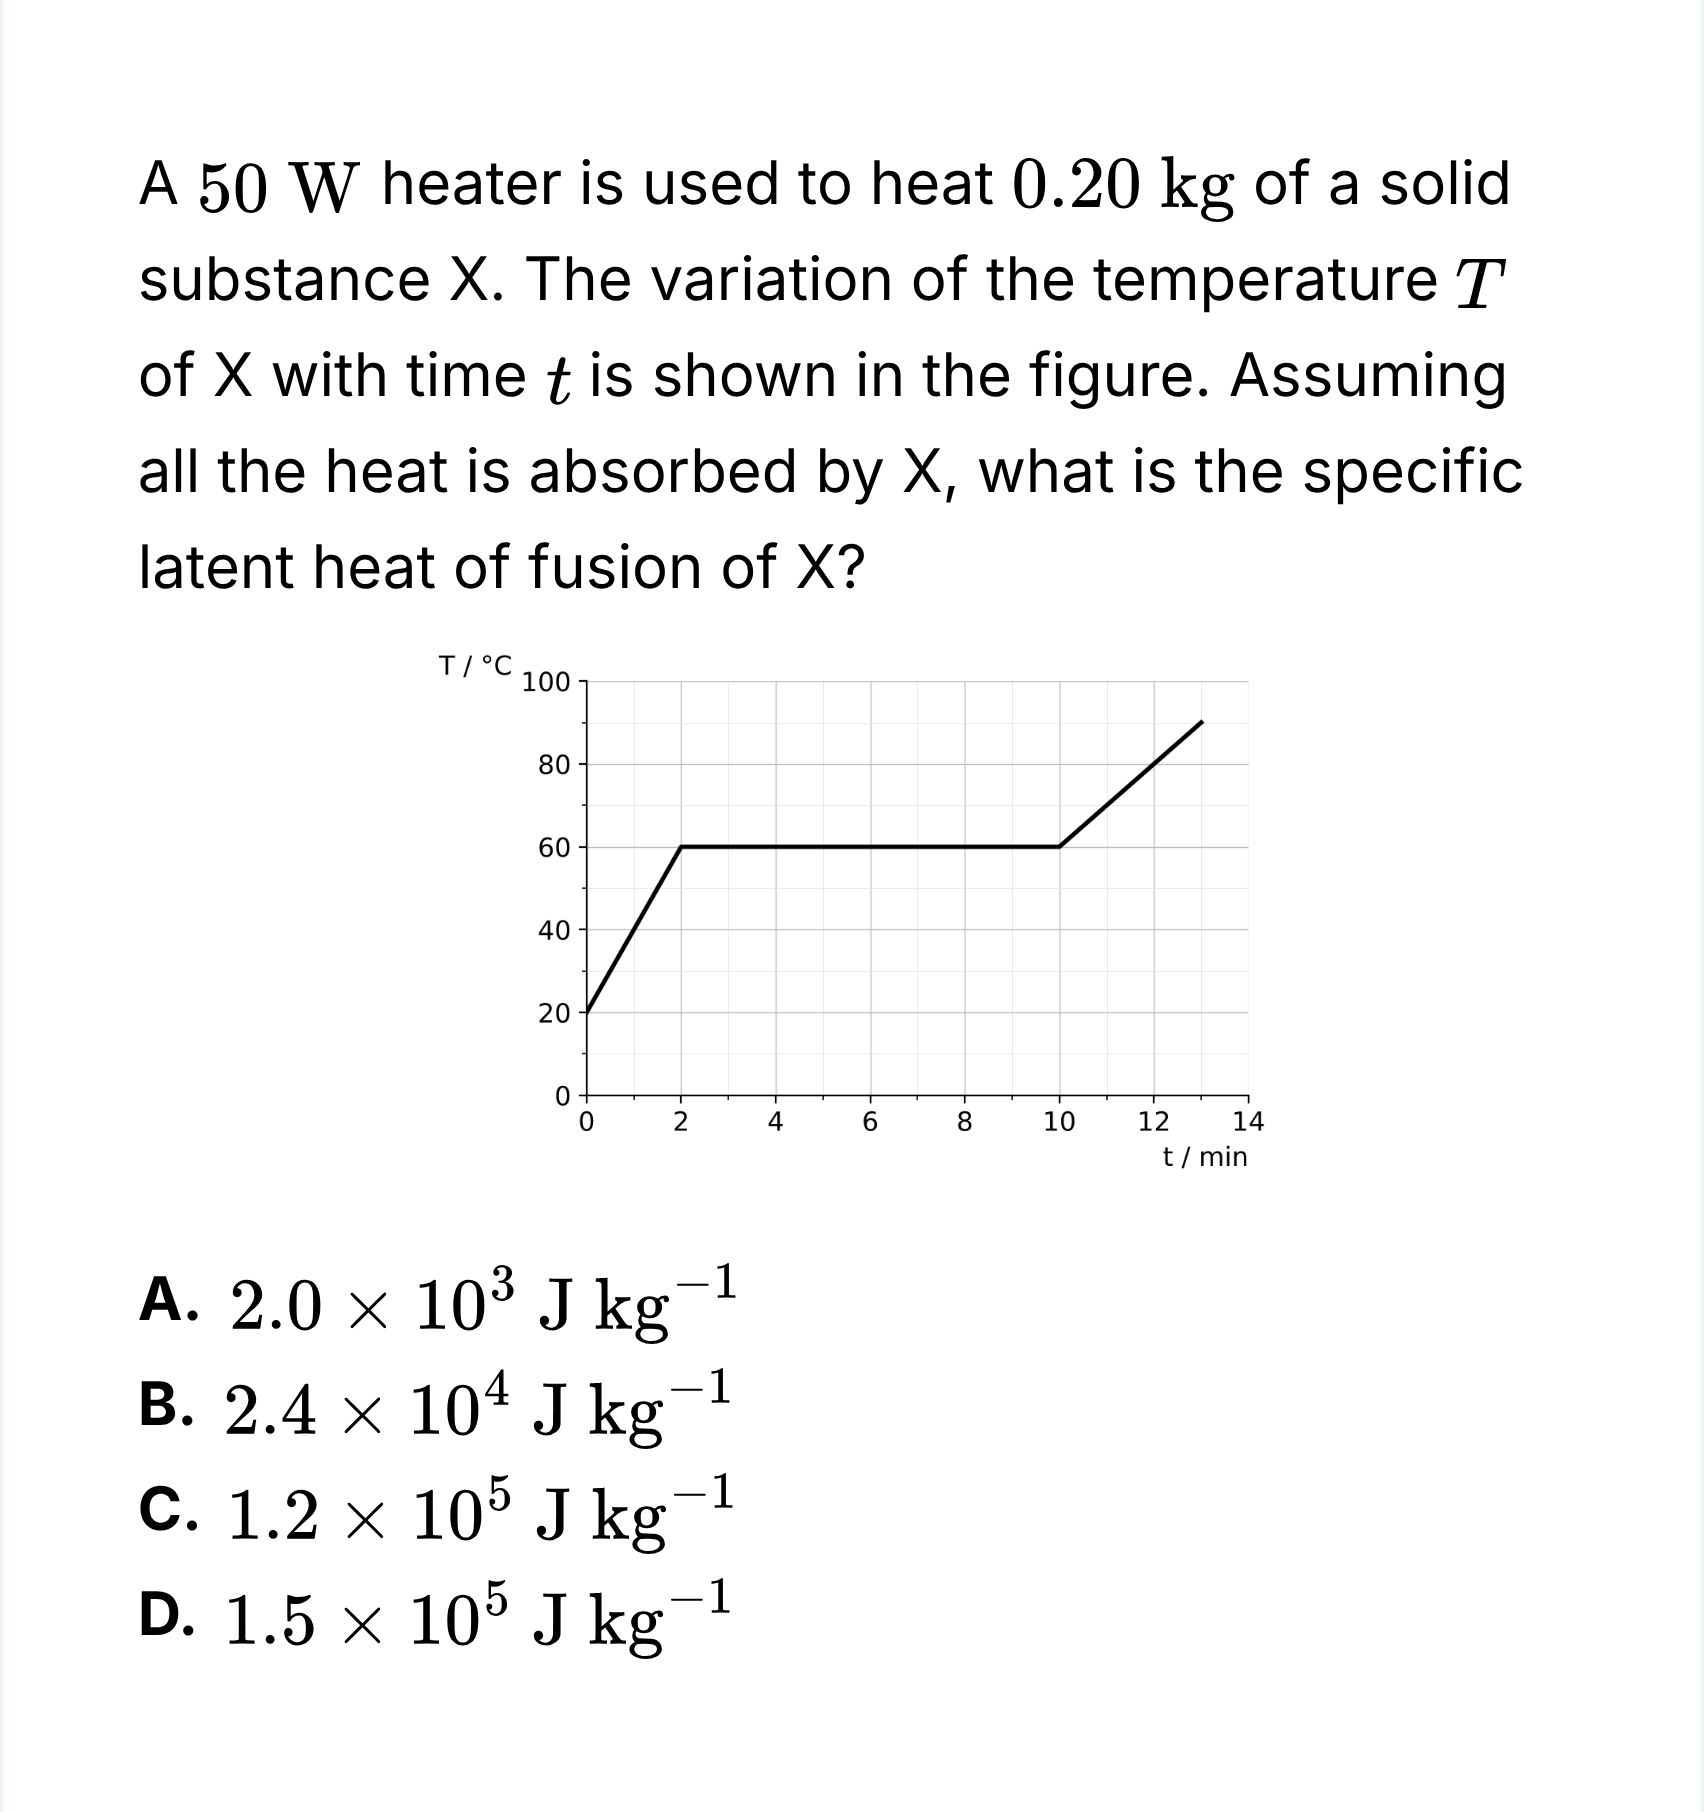 A 50 W heater is used to heat 0.20 kg of a solid
substance X. The variation of the temperature T
of X with time t is shown in the figure. Assuming
all the heat is absorbed by X, what is the specific
latent heat of fusion of X?
T / °C
100
80
60
40
20
0
0 2 4 6 8 10 12 14
t / min
A. 2.0 × 10³ J kg⁻¹
B. 2.4 × 10⁴ J kg⁻¹
C. 1.2 × 10⁵ J kg⁻¹
D. 1.5 × 10⁵ J kg⁻¹